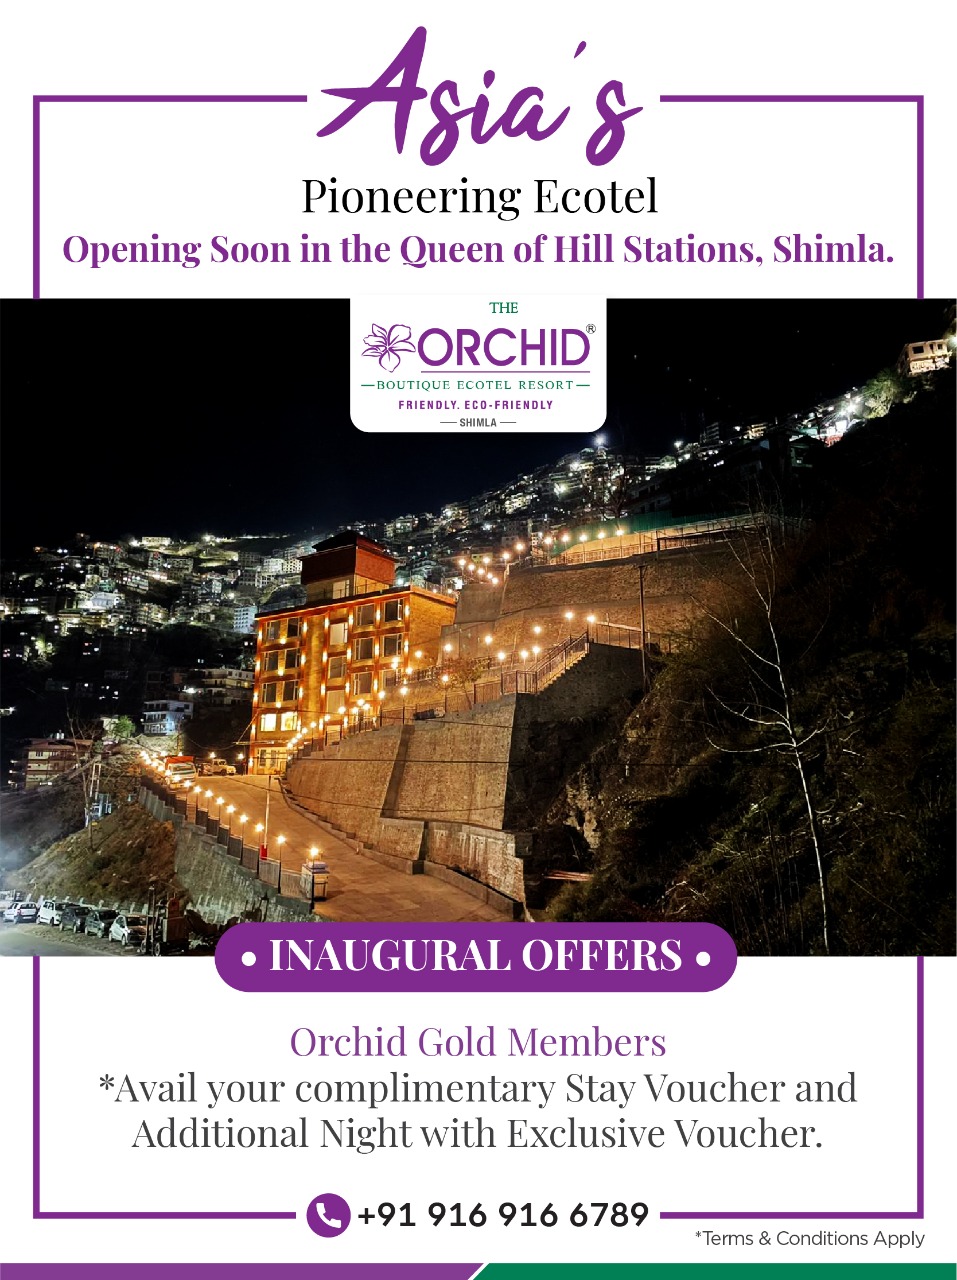 Asia's
Pioneering Ecotel
Opening Soon in the Queen of Hill Stations, Shimla.
THE
ORCHID®
BOUTIQUE ECOTEL RESORT
FRIENDLY. ECO-FRIENDLY
SHIMLA
• INAUGURAL OFFERS •
Orchid Gold Members
*Avail your complimentary Stay Voucher and
Additional Night with Exclusive Voucher.
+91 916 916 6789
*Terms & Conditions Apply